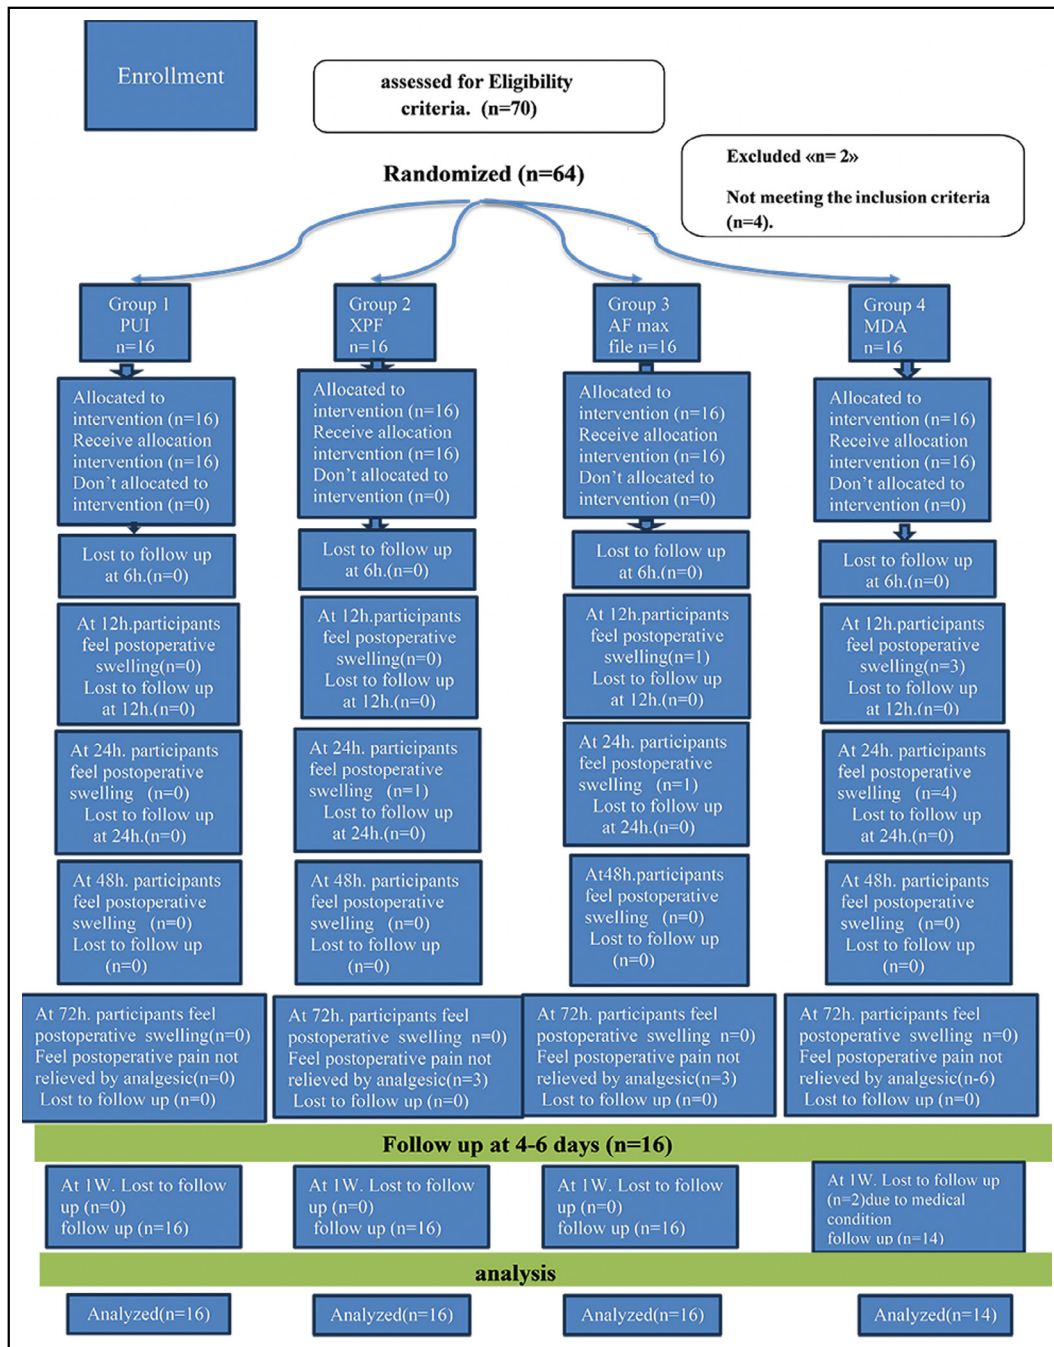 Enrollment
assessed for Eligibility
criteria. (n=70)
Excluded «n= 2»
Not meeting the inclusion criteria
(n=4).
Randomized (n=64)
Group 1
PUI
n=16
Group 2
XPF
n=16
Group 3
AF max
file n=16
Group 4
MDA
n=16
Allocated to
intervention (n=16)
Receive allocation
intervention (n=16)
Don't allocated to
intervention (n=0)
Allocated to
intervention (n=16)
Receive allocation
intervention (n=16)
Don't allocated to
intervention (n=0)
Allocated to
intervention (n=16)
Receive allocation
intervention (n=16)
Don't allocated to
intervention (n=0)
Allocated to
intervention (n=16)
Receive allocation
intervention (n=16)
Don't allocated to
intervention (n=0)
Lost to follow up
at 6h.(n=0)
Lost to follow up
at 6h.(n=0)
Lost to follow up
at 6h.(n=0)
Lost to follow up
at 6h.(n=0)
At 12h.participants
feel postoperative
swelling(n=0)
Lost to follow up
at 12h.(n=0)
At 12h.participants
feel postoperative
swelling(n=0)
Lost to follow up
at 12h.(n=0)
At 12h.participants
feel postoperative
swelling(n=1)
Lost to follow up
at 12h.(n=0)
At 12h.participants
feel postoperative
swelling(n=3)
Lost to follow up
at 12h.(n=0)
At 24h. participants
feel postoperative
swelling (n=0)
Lost to follow up
at 24h.(n=0)
At 24h. participants
feel postoperative
swelling (n=1)
Lost to follow up
at 24h.(n=0)
At 24h. participants
feel postoperative
swelling (n=1)
Lost to follow up
at 24h.(n=0)
At 24h. participants
feel postoperative
swelling (n=4)
Lost to follow up
at 24h.(n=0)
At 48h. participants
feel postoperative
swelling (n=0)
Lost to follow up
(n=0)
At 48h. participants
feel postoperative
swelling (n=0)
Lost to follow up
(n=0)
At48h.participants
feel postoperative
swelling (n=0)
Lost to follow up
(n=0)
At 48h. participants
feel postoperative
swelling (n=0)
Lost to follow up
(n=0)
At 72h. participants feel
postoperative swelling(n=0)
Feel postoperative pain not
relieved by analgesic(n=0)
Lost to follow up (n=0)
At 72h. participants feel
postoperative swelling n=0)
Feel postoperative pain not
relieved by analgesic(n=3)
Lost to follow up (n=0)
At 72h. participants feel
postoperative swelling n=0)
Feel postoperative pain not
relieved by analgesic(n=3)
Lost to follow up (n=0)
At 72h. participants feel
postoperative swelling n=0)
Feel postoperative pain not
relieved by analgesic(n-6)
Lost to follow up (n=0)
Follow up at 4-6 days (n=16)
At 1W. Lost to follow
up (n=0)
follow up (n=16)
At 1W. Lost to follow
up (n=0)
follow up (n=16)
At 1W. Lost to follow
up (n=0)
follow up (n=16)
At 1W. Lost to follow up
(n=2)due to medical
condition
follow up (n=14)
analysis
Analyzed(n=16)
Analyzed(n=16)
Analyzed(n=16)
Analyzed(n=14)